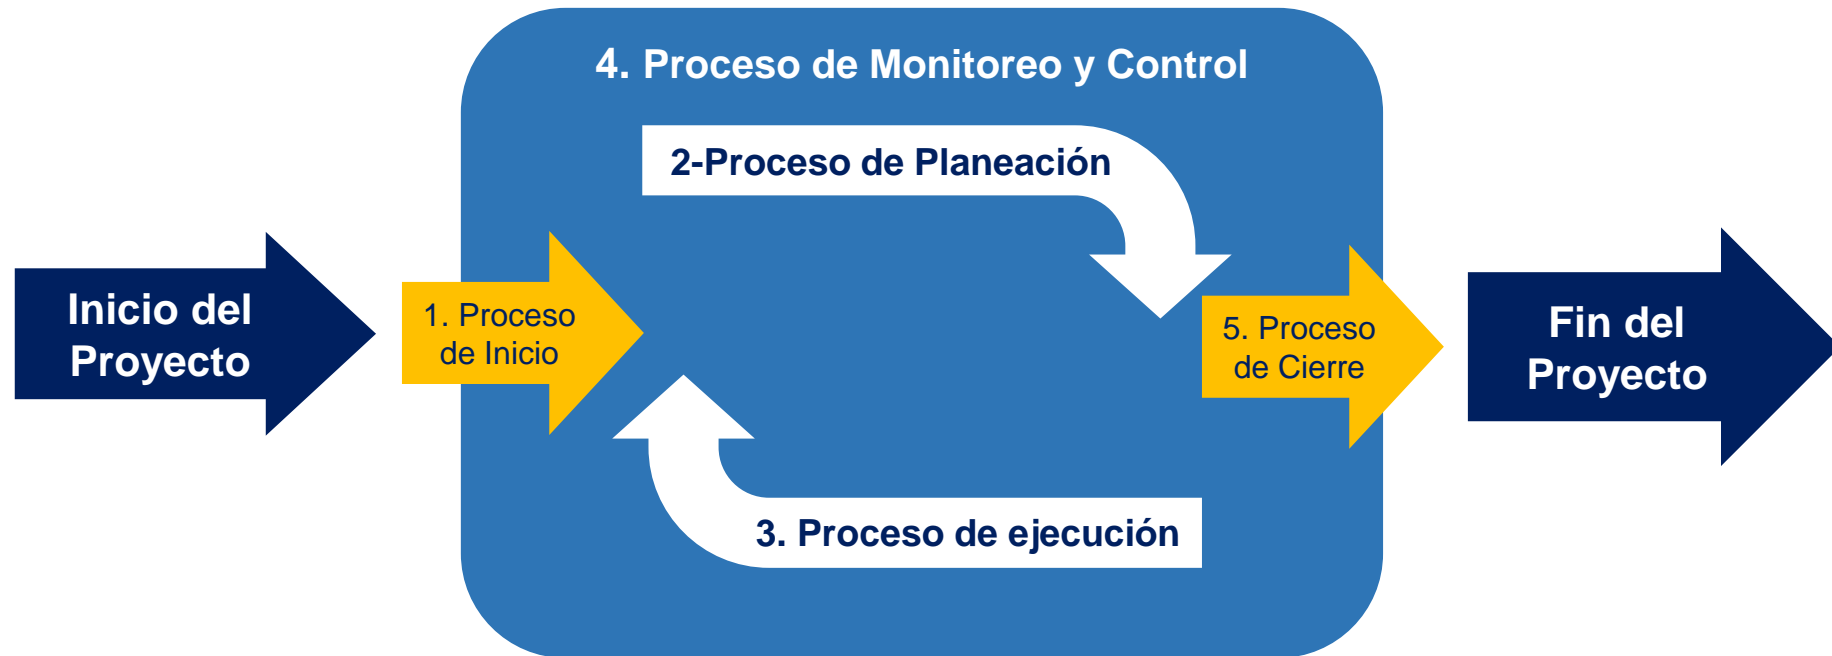 4. Proceso de Monitoreo y Control
2-Proceso de Planeación
Inicio del
Proyecto
1. Proceso
de Inicio
5. Proceso
de Cierre
Fin del
Proyecto
3. Proceso de ejecución